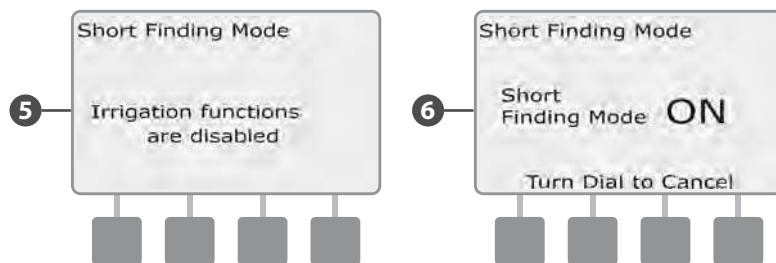 Short Finding Mode
5
Irrigation functions
are disabled
Short Finding Mode
6
Short
Finding Mode ON
Turn Dial to Cancel